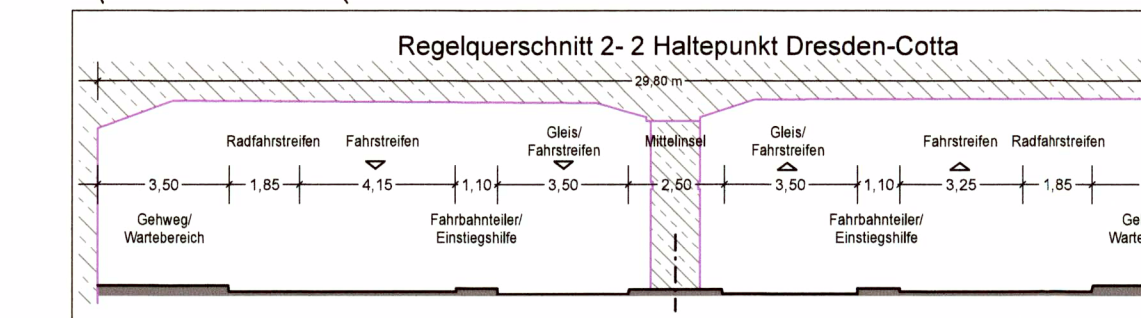 Regelquerschnitt 2- 2 Haltepunkt Dresden-Cotta
29,80 m
Radfahrstreifen
Fahrstreifen
Gleis/
Fahrstreifen
Mittelinsel
Gleis/
Fahrstreifen
Fahrstreifen
Radfahrstreifen
3,50
1,85
4,15
1,10
3,50
2,50
3,50
1,10
3,25
1,85
Gehweg/
Wartebereich
Fahrbahnteiler/
Einstiegshilfe
Fahrbahnteiler/
Einstiegshilfe
Ge
Warte